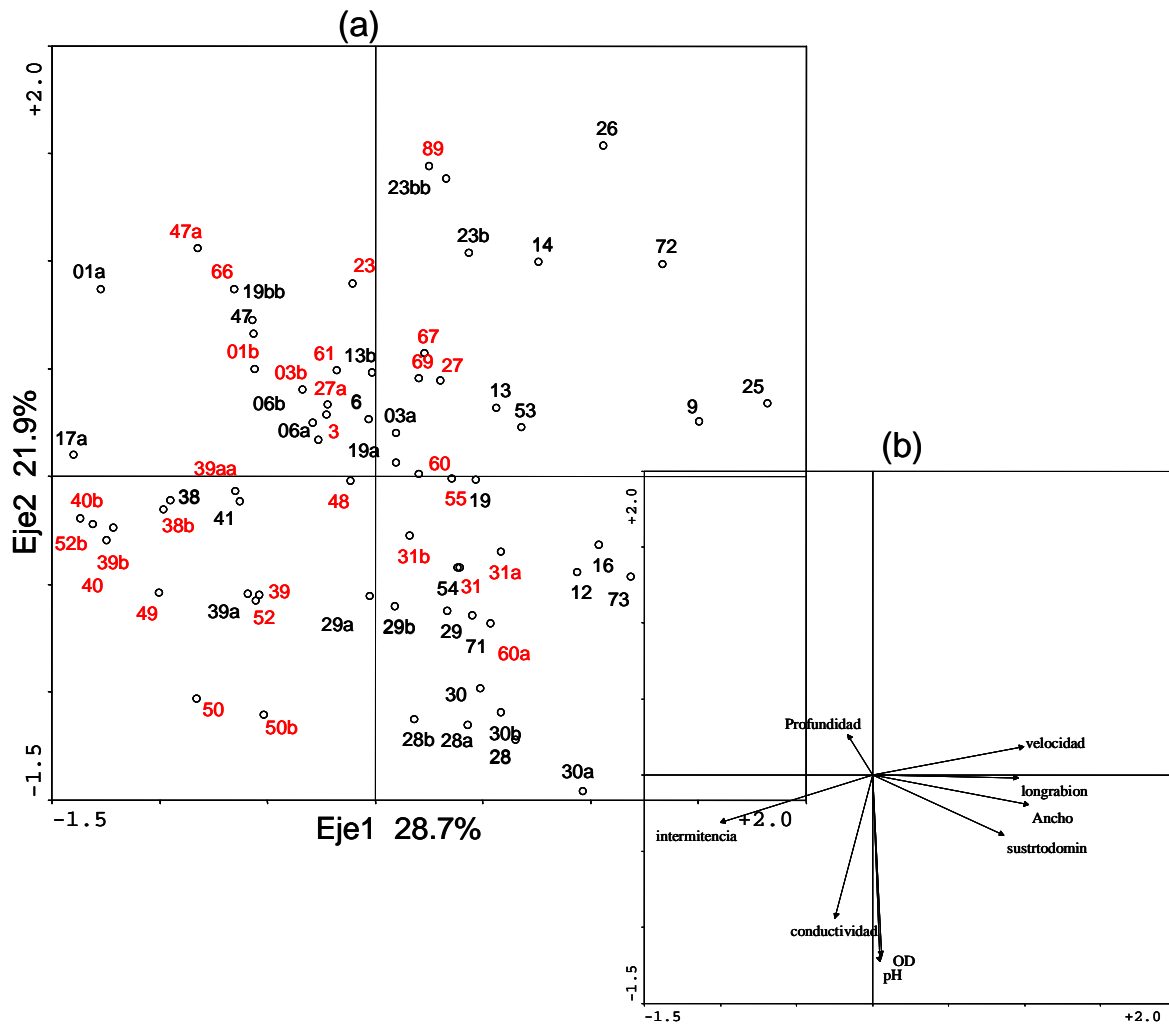 (a)
+2.0
26
89
23bb
23b
14
72
47a
66
23
01a
19bb
47
01b
61
13b
67
69
27
03b
27a
06b
6
03a
13
53
9
25
06a
3
17a
19a
39aa
60
48
55
19
38
40b
38b
41
52b
39b
40
31b
31a
16
54
31
12
73
49
39a
39
52
29a
29b
29
71
60a
50
50b
30
28b
28a
30b
28
30a
Eje2 21.9%
-1.5
-1.5
Eje1 28.7%
+2.0
(b)
+2.0
Profundidad
velocidad
longrabion
Ancho
intermitencia
sustrtodomin
conductividad
OD
pH
-1.5
-1.5
+2.0